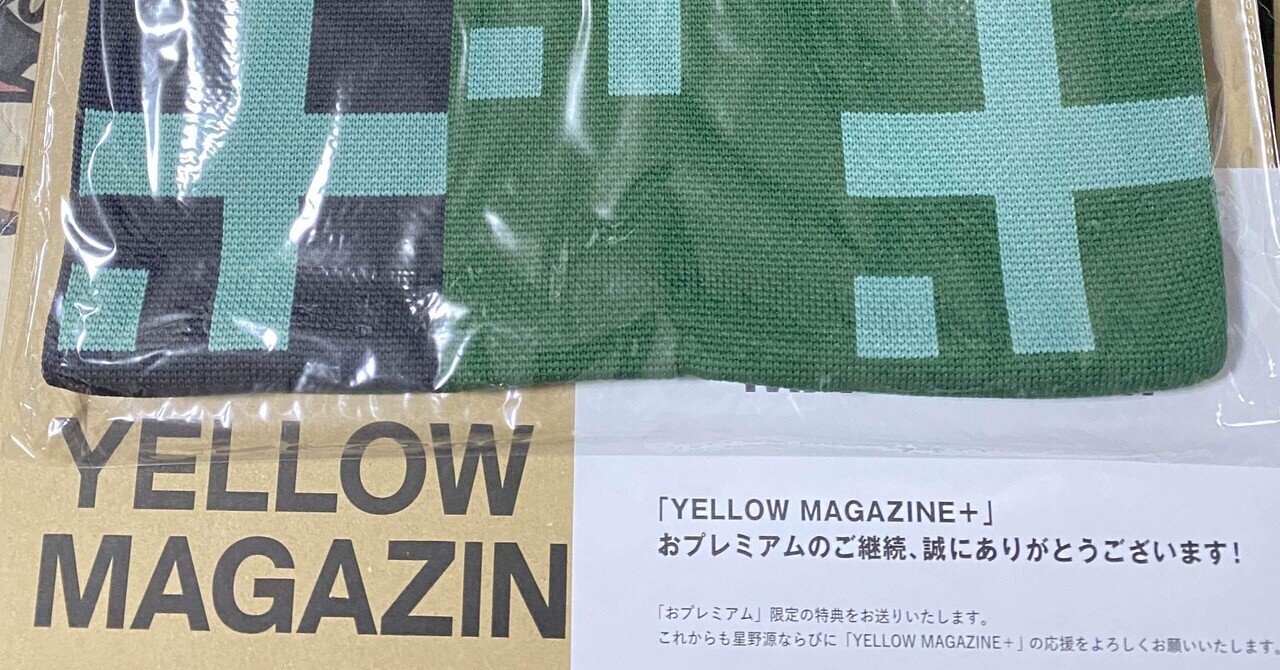 YELLOW
MAGAZIN
「YELLOW MAGAZINE＋」
おプレミアムのご継続、誠にありがとうございます！
「おプレミアム」限定の特典をお送りいたします。
これからも星野源ならびに「YELLOW MAGAZINE＋」の応援をよろしくお願いいたします。